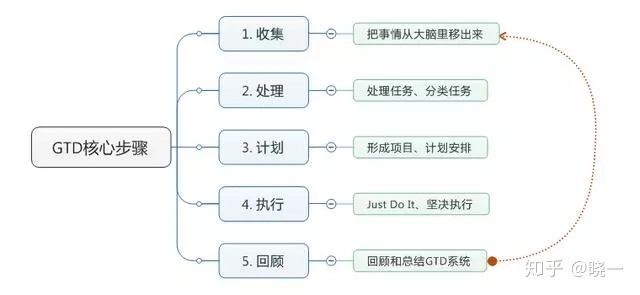 GTD核心步骤
1. 收集
把事情从大脑里移出来
2. 处理
处理任务、分类任务
3. 计划
形成项目、计划安排
4. 执行
Just Do It、坚决执行
5. 回顾
回顾和总结GTD系统
知乎 @晓一